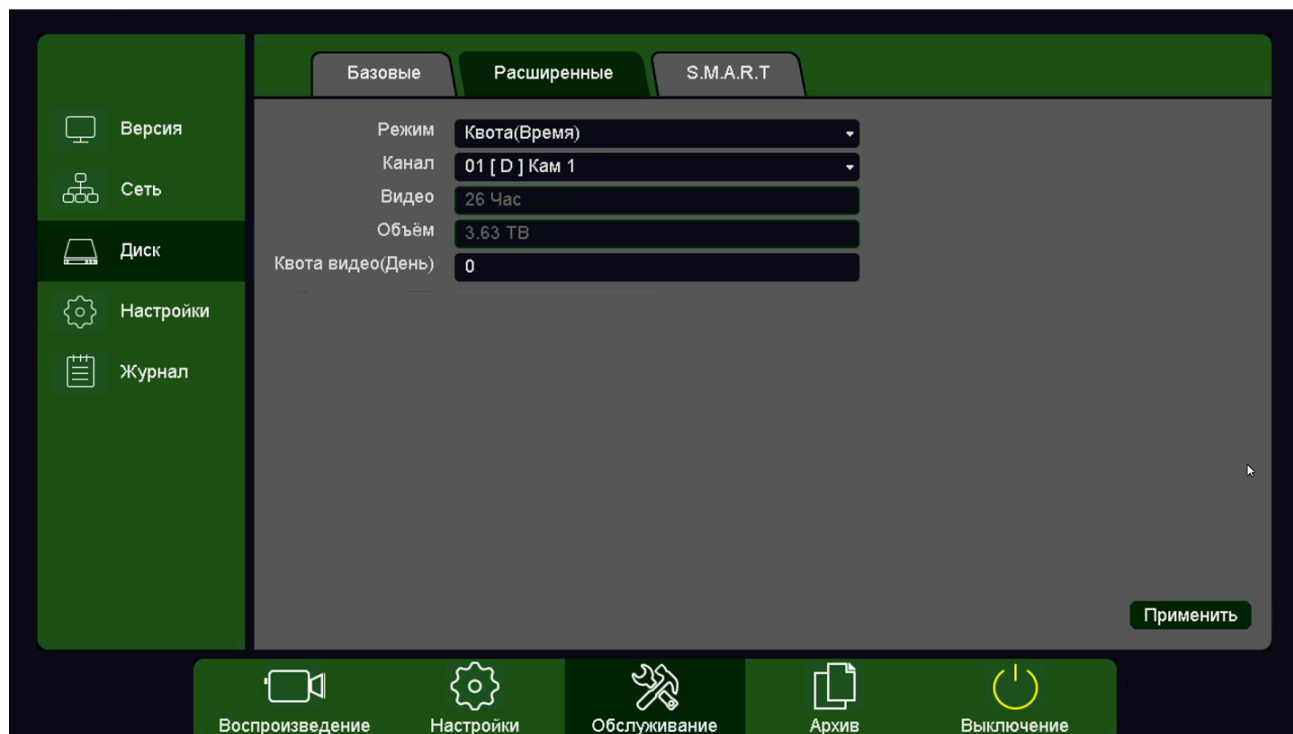 Базовые Расширенные S.M.A.R.T
Версия
Сеть
Диск
Настройки
Журнал
Режим Квота(Время)
Канал 01 [ D ] Кам 1
Видео 26 Час
Объём 3.63 ТВ
Квота видео(День) 0
Применить
Воспроизведение Настройки Обслуживание Архив Выключение